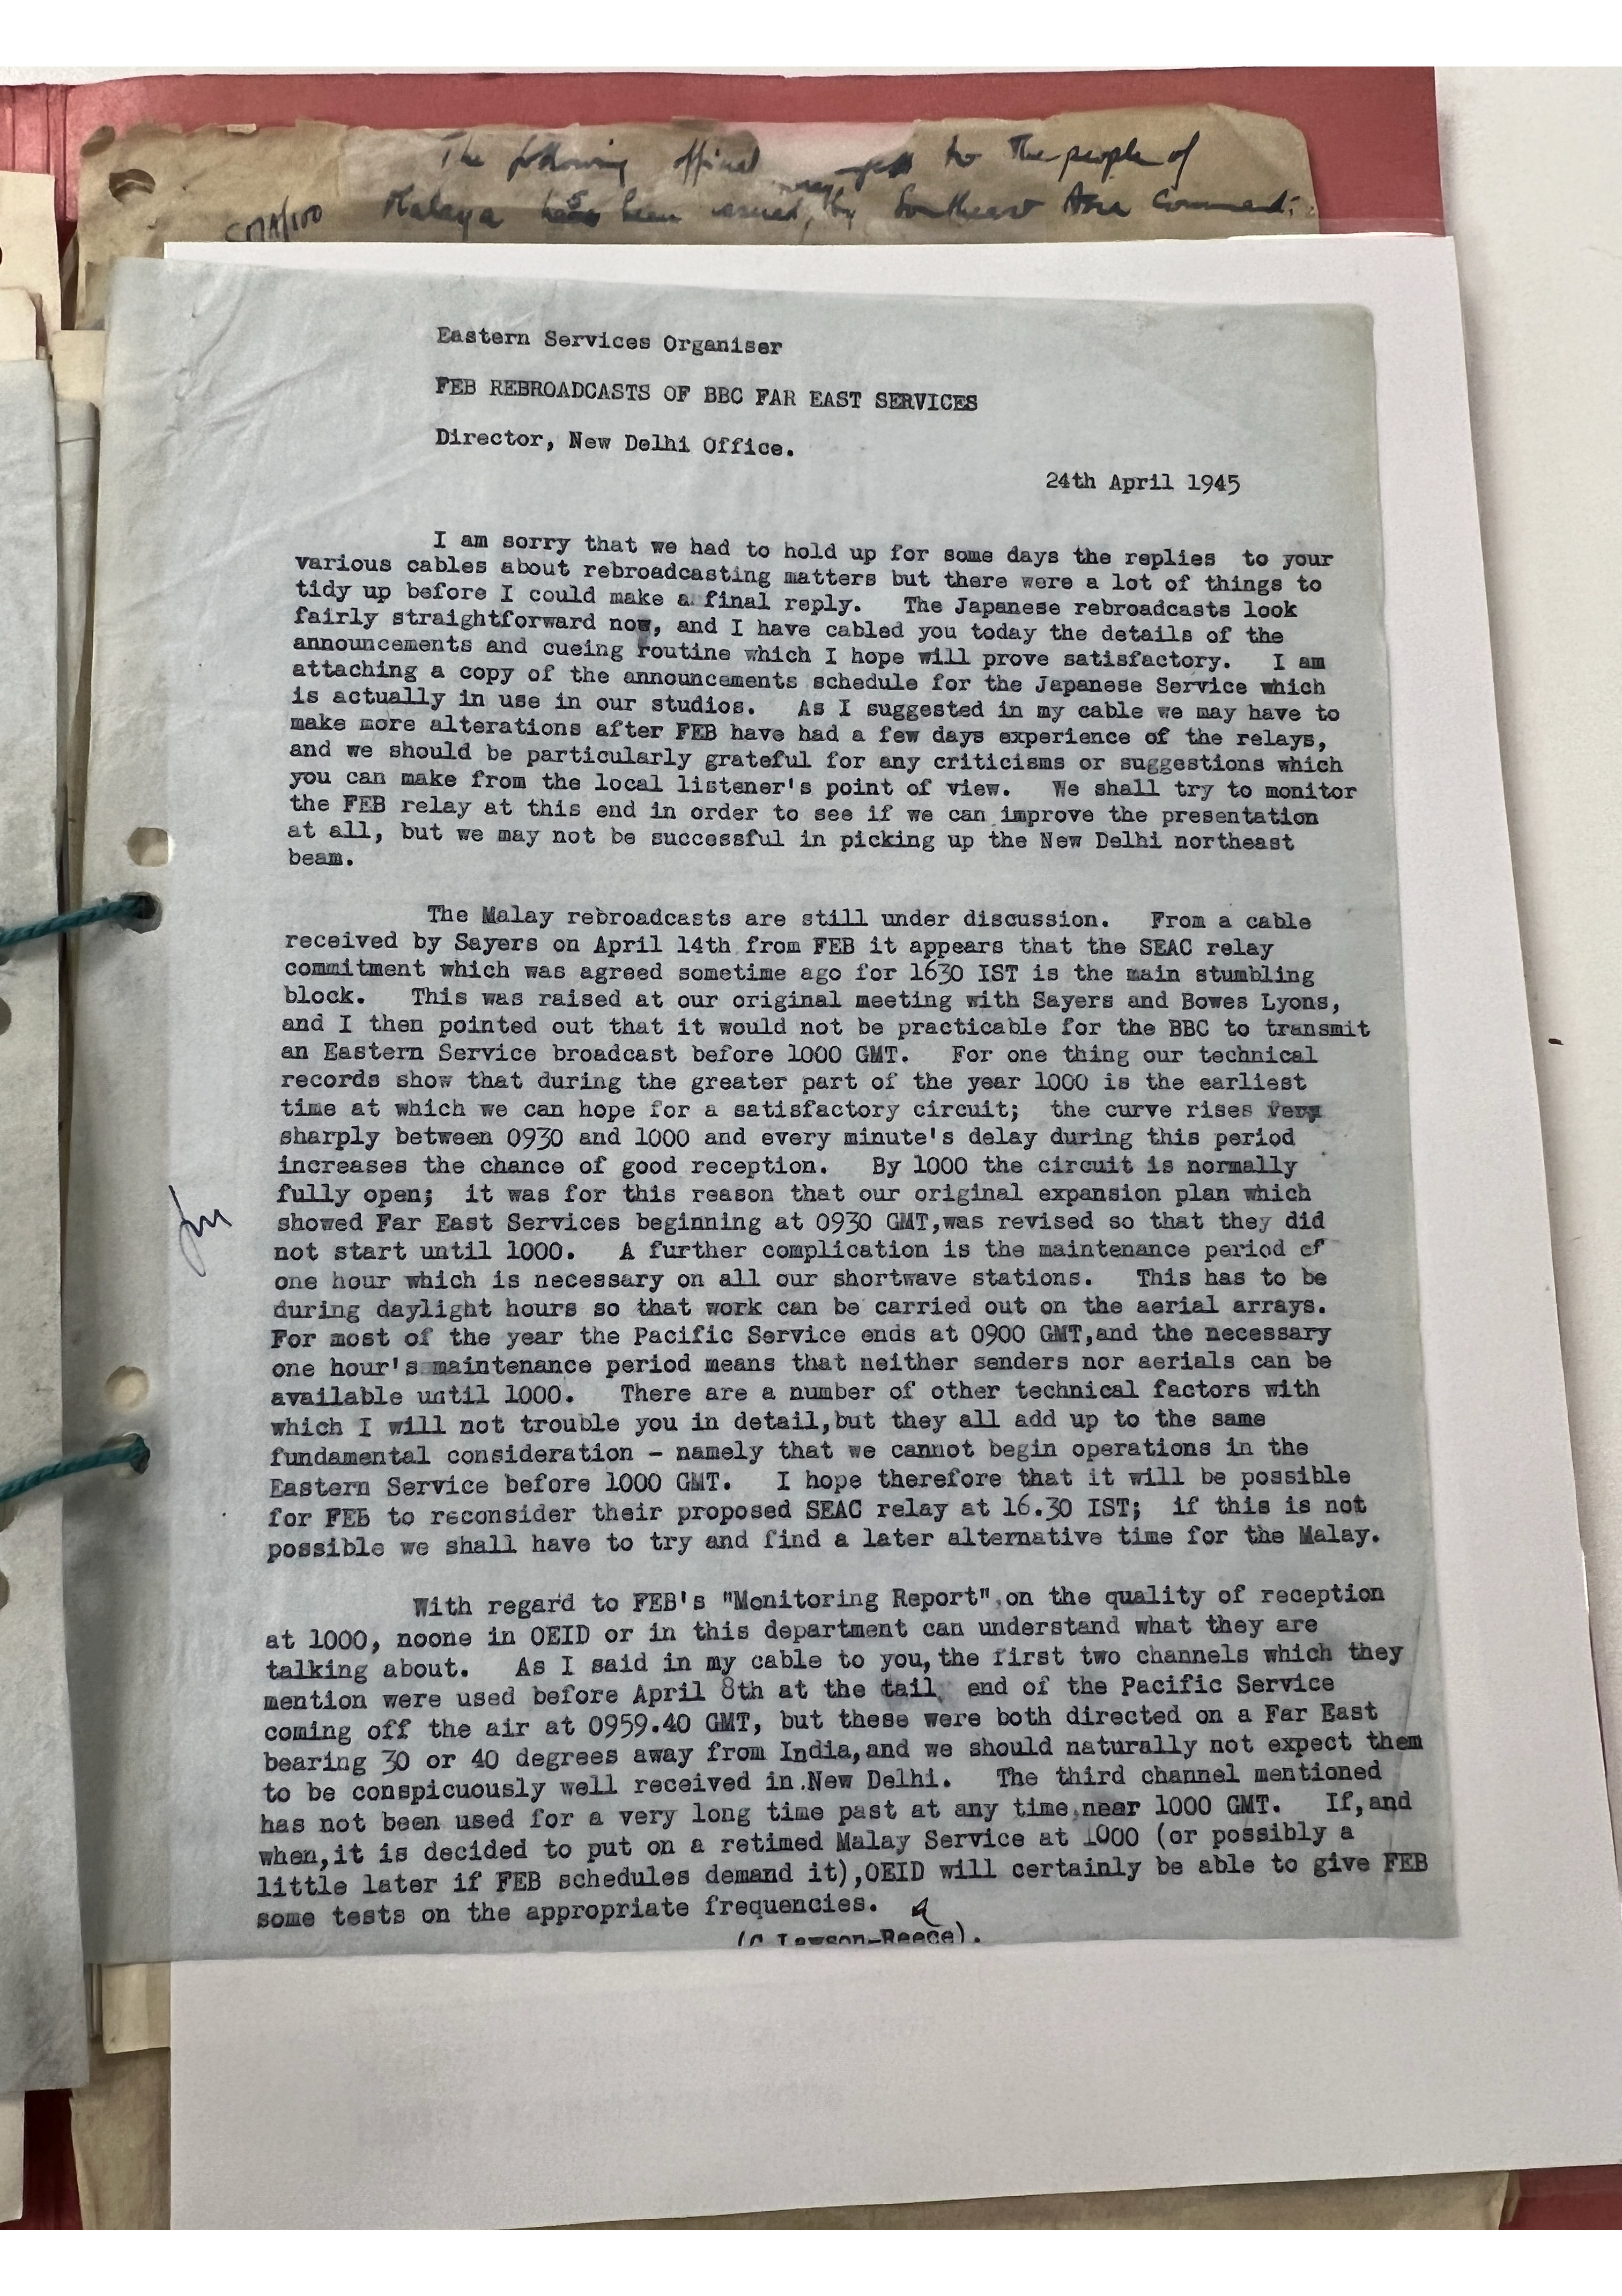 The following official to the people of
Malaya has been issued, by Southeast Asia Command:
Eastern Services Organiser
FEB REBROADCASTS OF BBC FAR EAST SERVICES
Director, New Delhi Office.
24th April 1945
I am sorry that we had to hold up for some days the replies to your
various cables about rebroadcasting matters but there were a lot of things to
tidy up before I could make a final reply. The Japanese rebroadcasts look
fairly straightforward now, and I have cabled you today the details of the
announcements and cueing routine which I hope will prove satisfactory. I am
attaching a copy of the announcements schedule for the Japanese Service which
is actually in use in our studios. As I suggested in my cable we may have to
make more alterations after FEB have had a few days experience of the relays,
and we should be particularly grateful for any criticisms or suggestions which
you can make from the local listener's point of view. We shall try to monitor
the FEB relay at this end in order to see if we can improve the presentation
at all, but we may not be successful in picking up the New Delhi northeast
beam.
The Malay rebroadcasts are still under discussion. From a cable
received by Sayers on April 14th from FEB it appears that the SEAC relay
commitment which was agreed sometime ago for 1630 IST is the main stumbling
block. This was raised at our original meeting with Sayers and Bowes Lyons,
and I then pointed out that it would not be practicable for the BBC to transmit
an Eastern Service broadcast before 1000 GMT. For one thing our technical
records show that during the greater part of the year 1000 is the earliest
time at which we can hope for a satisfactory circuit; the curve rises very
sharply between 0930 and 1000 and every minute's delay during this period
increases the chance of good reception. By 1000 the circuit is normally
fully open; it was for this reason that our original expansion plan which
showed Far East Services beginning at 0930 GMT,was revised so that they did
not start until 1000. A further complication is the maintenance period of
one hour which is necessary on all our shortwave stations. This has to be
during daylight hours so that work can be carried out on the aerial arrays.
For most of the year the Pacific Service ends at 0900 GMT,and the necessary
one hour's maintenance period means that neither senders nor aerials can be
available until 1000. There are a number of other technical factors with
which I will not trouble you in detail,but they all add up to the same
fundamental consideration - namely that we cannot begin operations in the
Eastern Service before 1000 GMT. I hope therefore that it will be possible
for FEB to reconsider their proposed SEAC relay at 16.30 IST; if this is not
possible we shall have to try and find a later alternative time for the Malay.
With regard to FEB's "Monitoring Report" on the quality of reception
at 1000, noone in OEID or in this department can understand what they are
talking about. As I said in my cable to you,the first two channels which they
mention were used before April 8th at the tail end of the Pacific Service
coming off the air at 0959.40 GMT, but these were both directed on a Far East
bearing 30 or 40 degrees away from India,and we should naturally not expect them
to be conspicuously well received in New Delhi. The third channel mentioned
has not been used for a very long time past at any time near 1000 GMT. If,and
when,it is decided to put on a retimed Malay Service at 1000 (or possibly a
little later if FEB schedules demand it),OEID will certainly be able to give FEB
some tests on the appropriate frequencies.
(C Lawson-Reece).